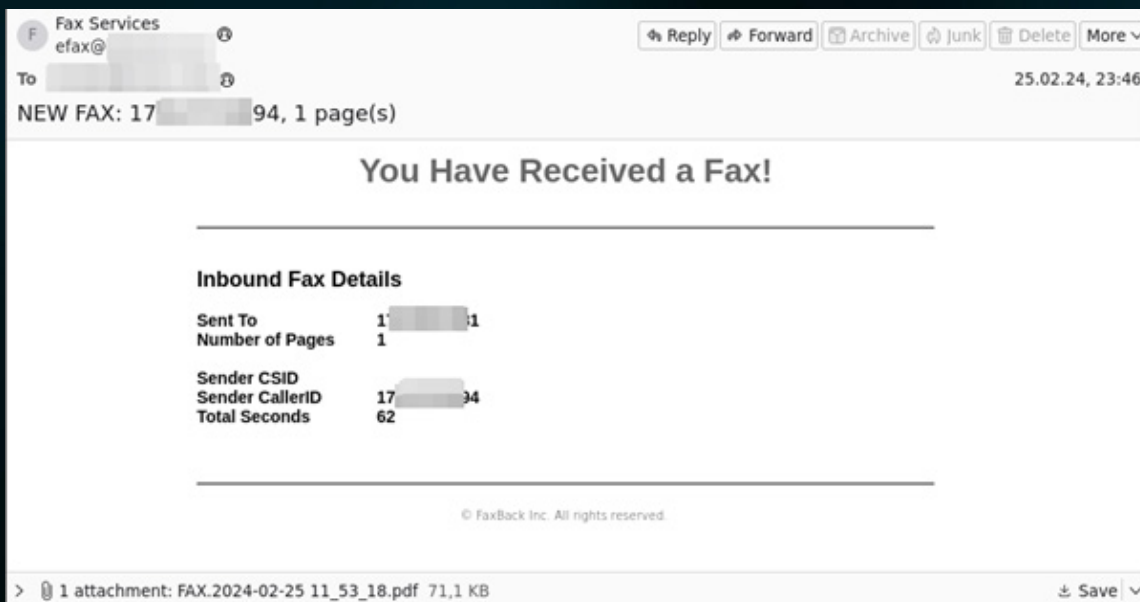 F
Fax Services
efax@
Reply Forward Archive Junk Delete More
To
25.02.24, 23:46
NEW FAX: 17 94, 1 page(s)
You Have Received a Fax!
Inbound Fax Details
Sent To 1 1
Number of Pages 1
Sender CSID
Sender CallerID 17 94
Total Seconds 62
© FaxBack Inc. All rights reserved.
1 attachment: FAX.2024-02-25 11_53_18.pdf 71,1 KB Save